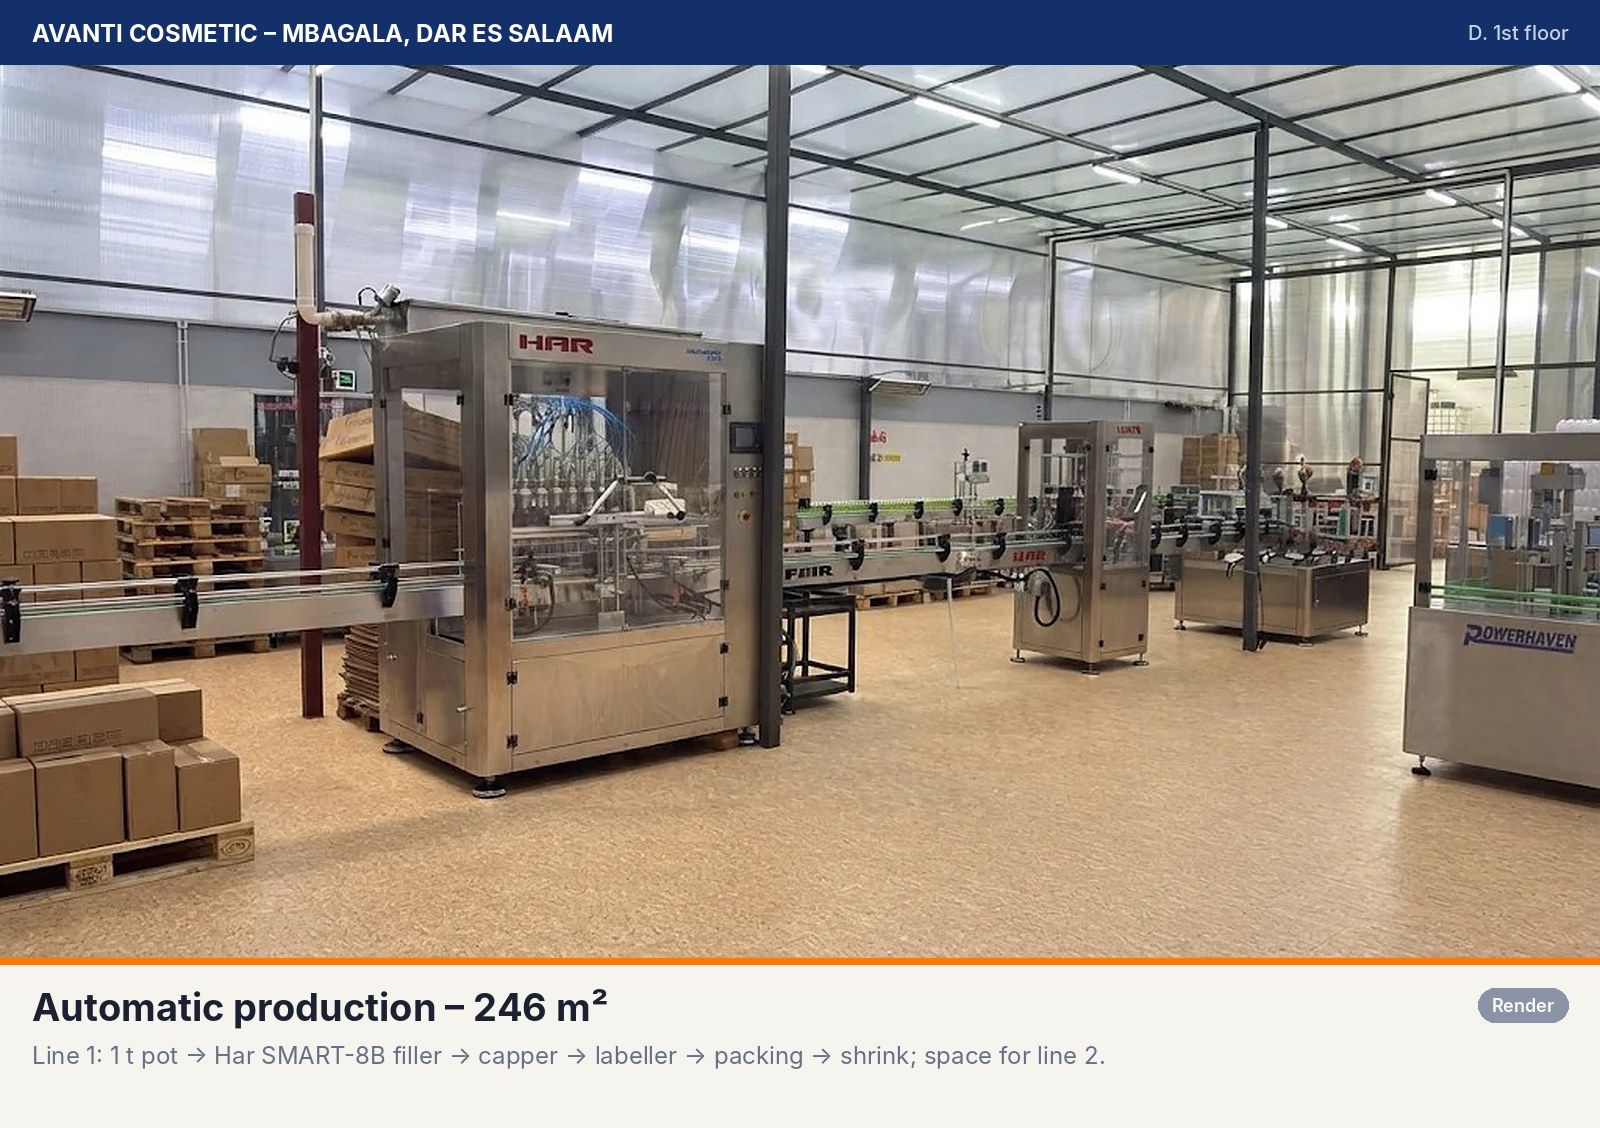 AVANTI COSMETIC – MBAGALA, DAR ES SALAAM
D. 1st floor
HAR
HAR
POWERHAVEN
Automatic production – 246 m²
Render
Line 1: 1 t pot → Har SMART-8B filler → capper → labeller → packing → shrink; space for line 2.